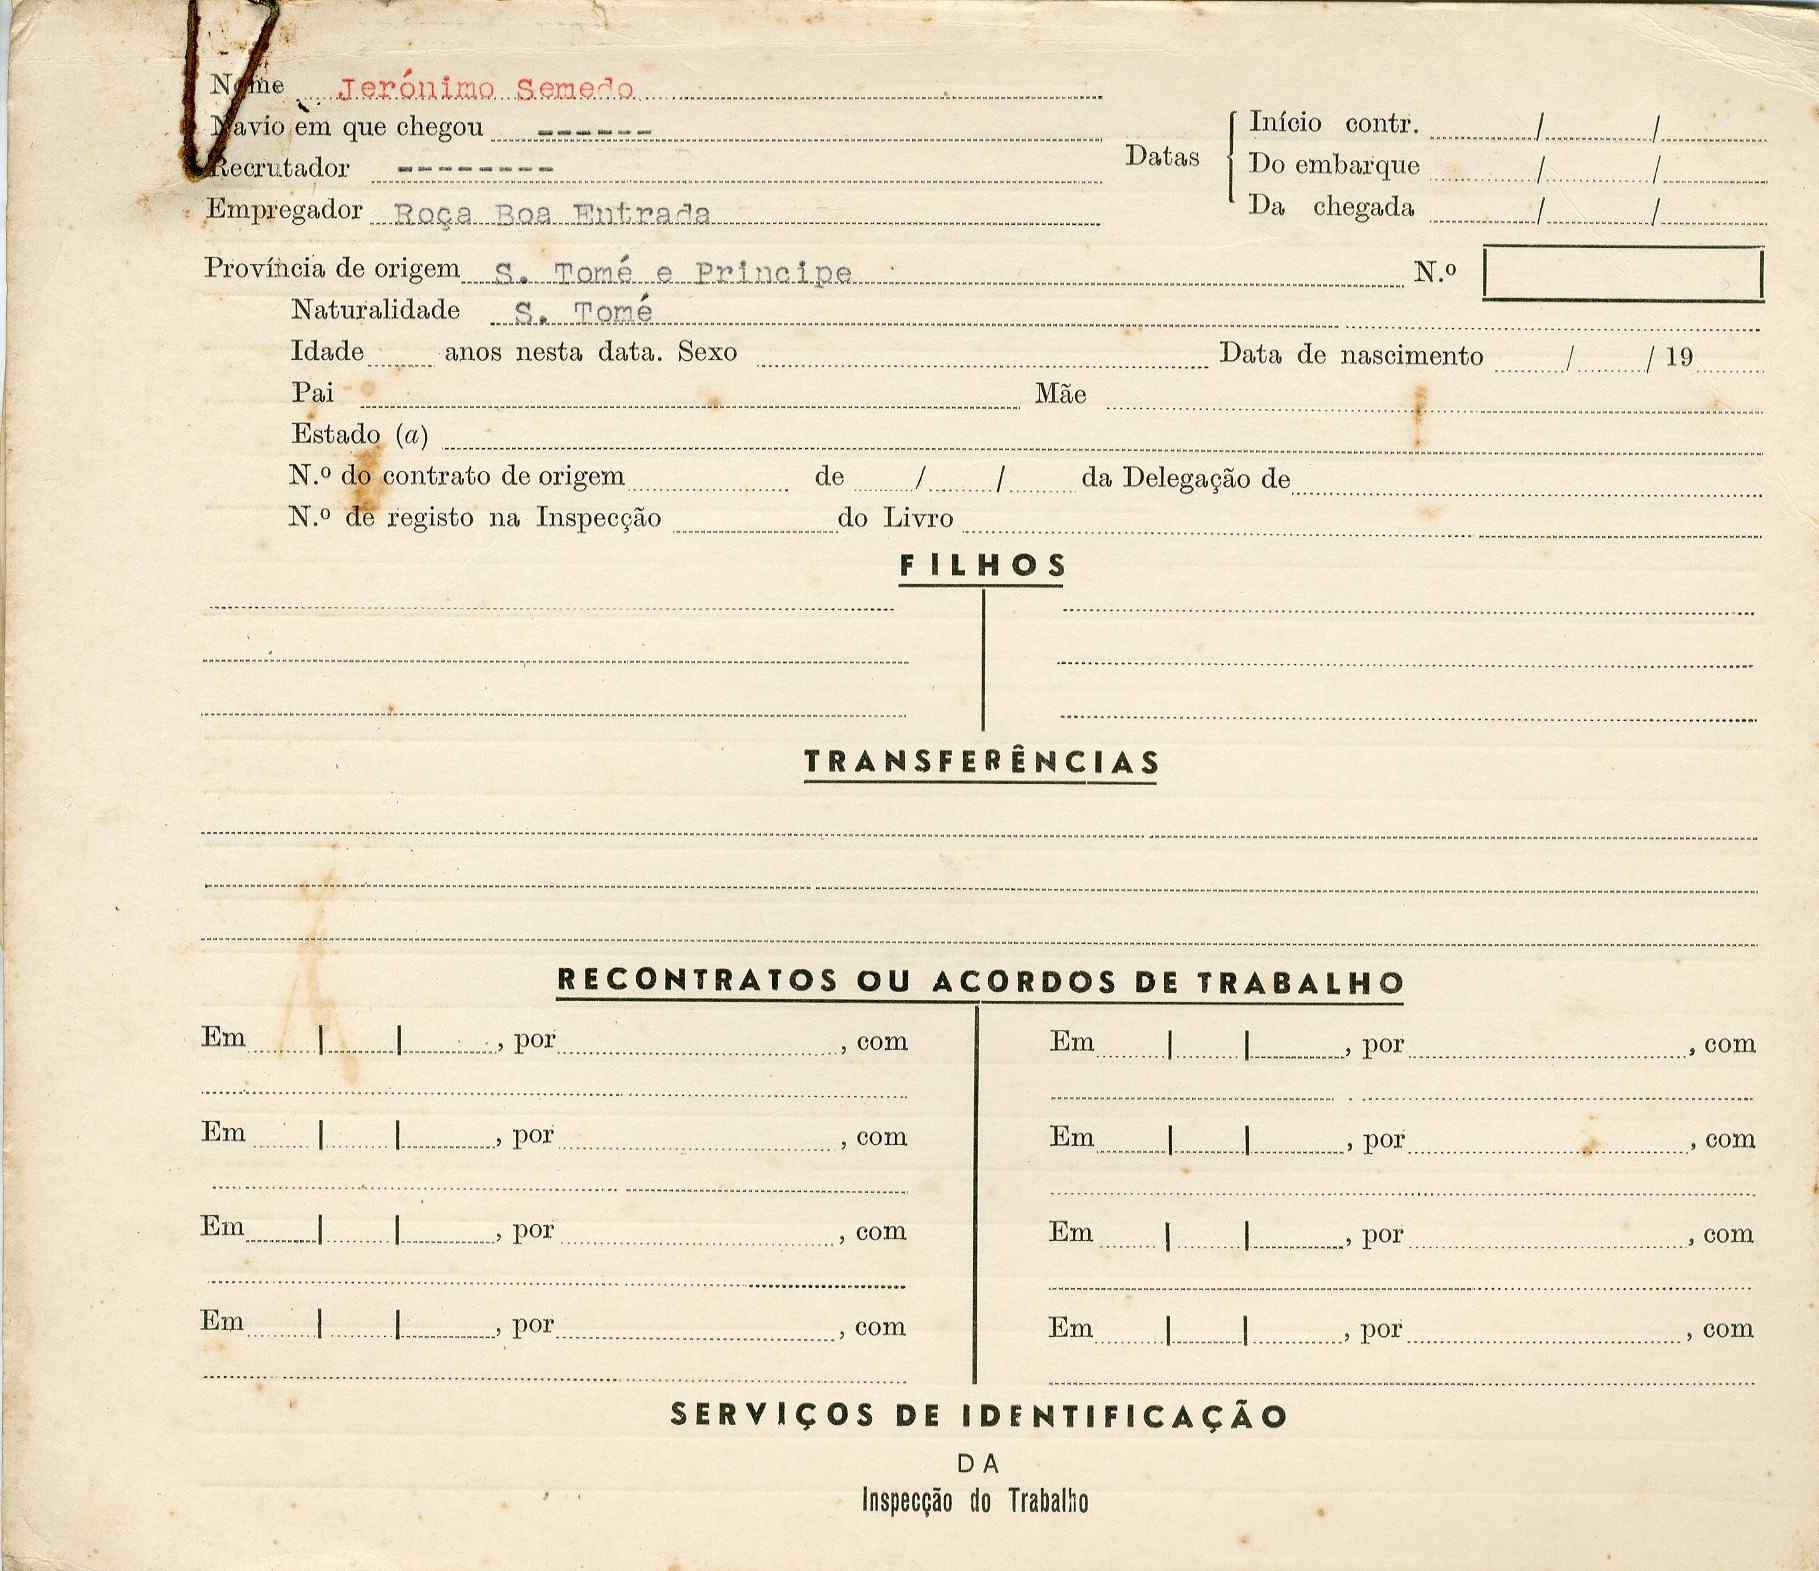 Nome Jerónimo Semedo
Navio em que chegou ------
Recrutador --------
Empregador Roça Boa Entrada
Datas
Início contr. / /
Do embarque / /
Da chegada / /
Província de origem S. Tomé e Principe N.º
Naturalidade S. Tomé
Idade anos nesta data. Sexo Data de nascimento / / 19
Pai Mãe
Estado (a)
N.º do contrato de origem de / / da Delegação de
N.º de registo na Inspecção do Livro
FILHOS
TRANSFERÊNCIAS
RECONTRATOS OU ACORDOS DE TRABALHO
Em | | , por , com Em | | , por , com
Em | | , por , com Em | | , por , com
Em | | , por , com Em | | , por , com
Em | | , por , com Em | | , por , com
SERVIÇOS DE IDENTIFICAÇÃO
DA
Inspecção do Trabalho